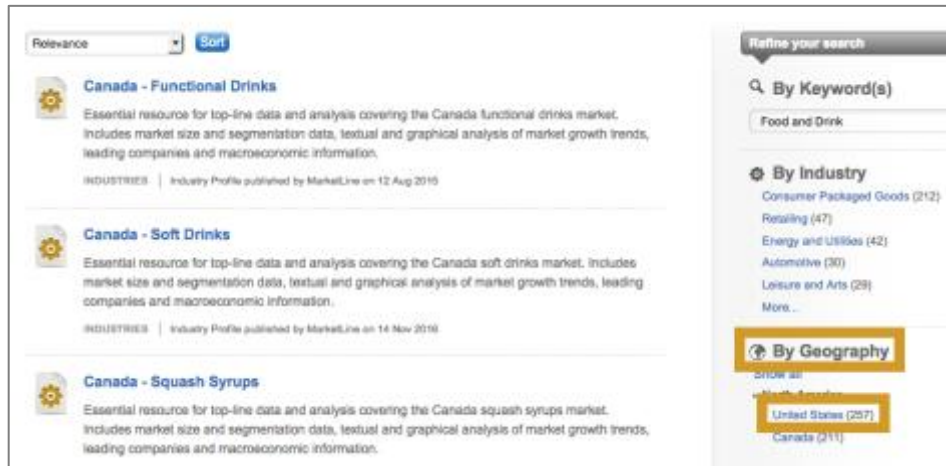 Relevance
Sort
Canada - Functional Drinks
Essential resource for top-line data and analysis covering the Canada functional drinks market.
Includes market size and segmentation data, textual and graphical analysis of market growth trends,
leading companies and macroeconomic information.
INDUSTRIES | Industry Profile published by MarketLine on 12 Aug 2015
Canada - Soft Drinks
Essential resource for top-line data and analysis covering the Canada soft drinks market. Includes
market size and segmentation data, textual and graphical analysis of market growth trends, leading
companies and macroeconomic information.
INDUSTRIES | Industry Profile published by MarketLine on 14 Nov 2016
Canada - Squash Syrups
Essential resource for top-line data and analysis covering the Canada squash syrups market.
Includes market size and segmentation data, textual and graphical analysis of market growth trends,
leading companies and macroeconomic information.
Refine your search
By Keyword(s)
Food and Drink
By Industry
Consumer Packaged Goods (212)
Retailing (47)
Energy and Utilities (42)
Automotive (30)
Leisure and Arts (29)
More...
By Geography
Show all
North America
United States (257)
Canada (211)